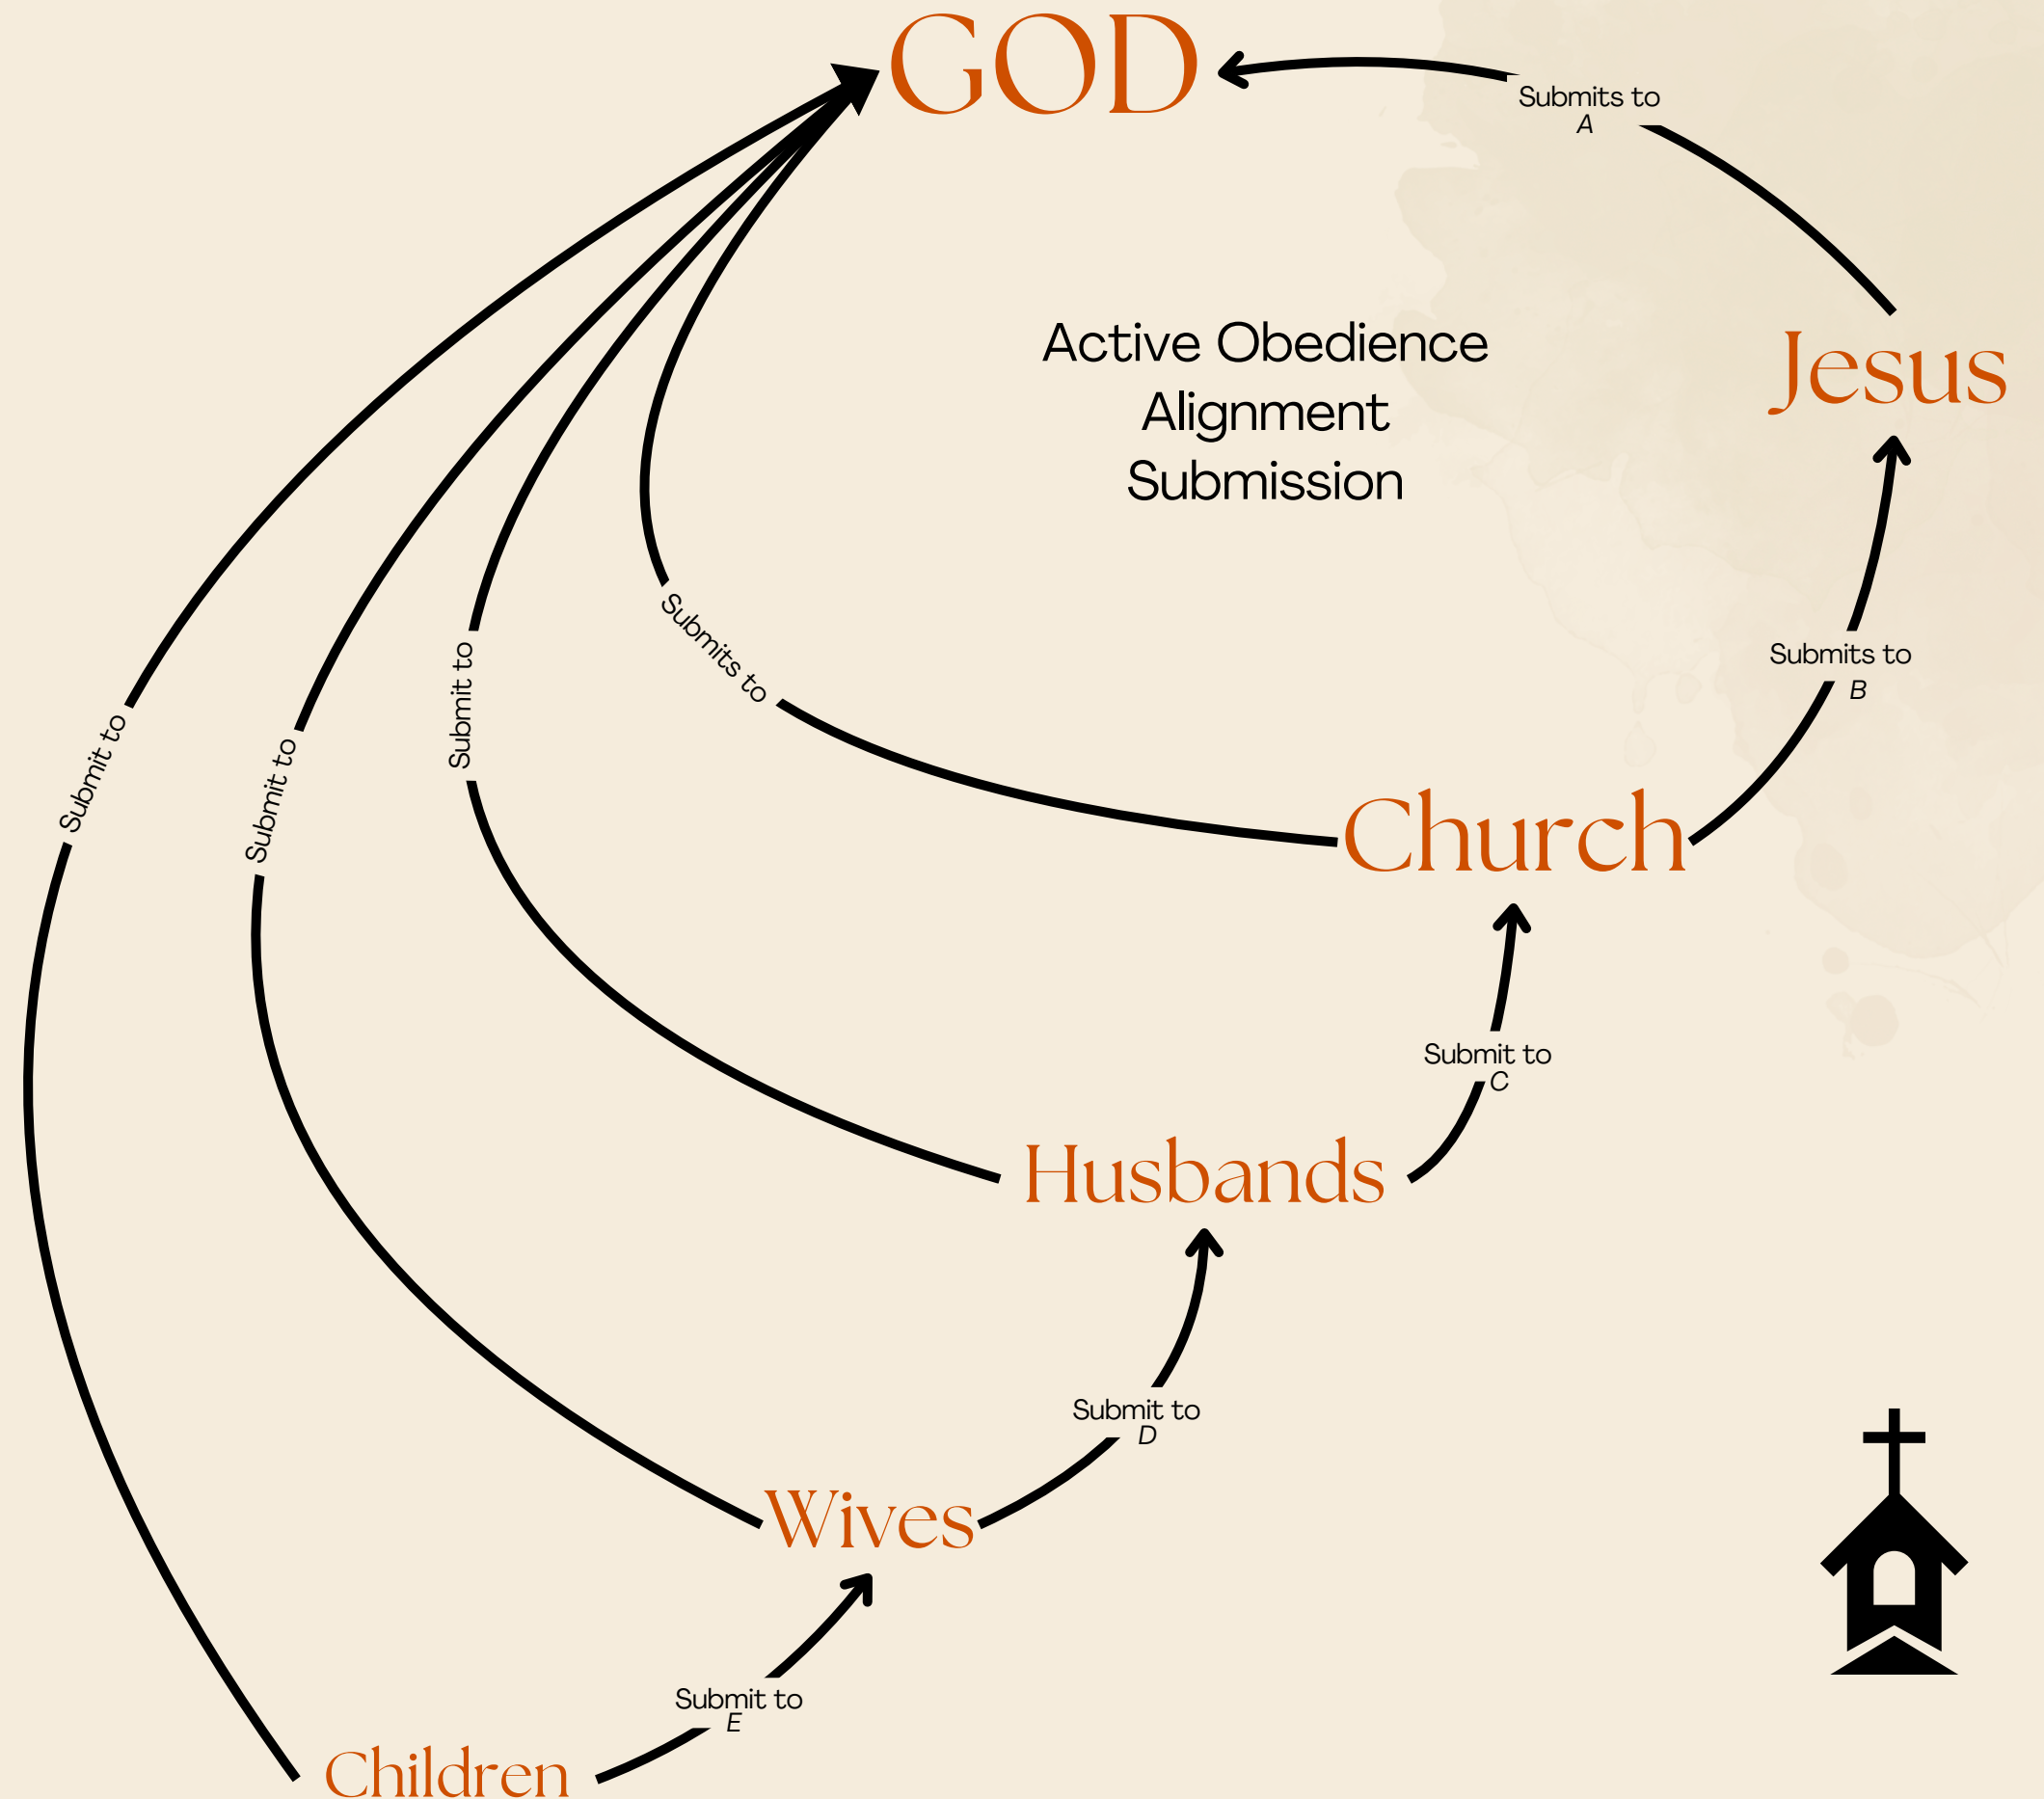 GOD
Submits to
A
Active Obedience
Alignment
Submission
Jesus
Submits to
Submit to
Submits to
B
Submit to
Submit to
Church
Submit to
C
Husbands
Submit to
D
Wives
Submit to
E
Children